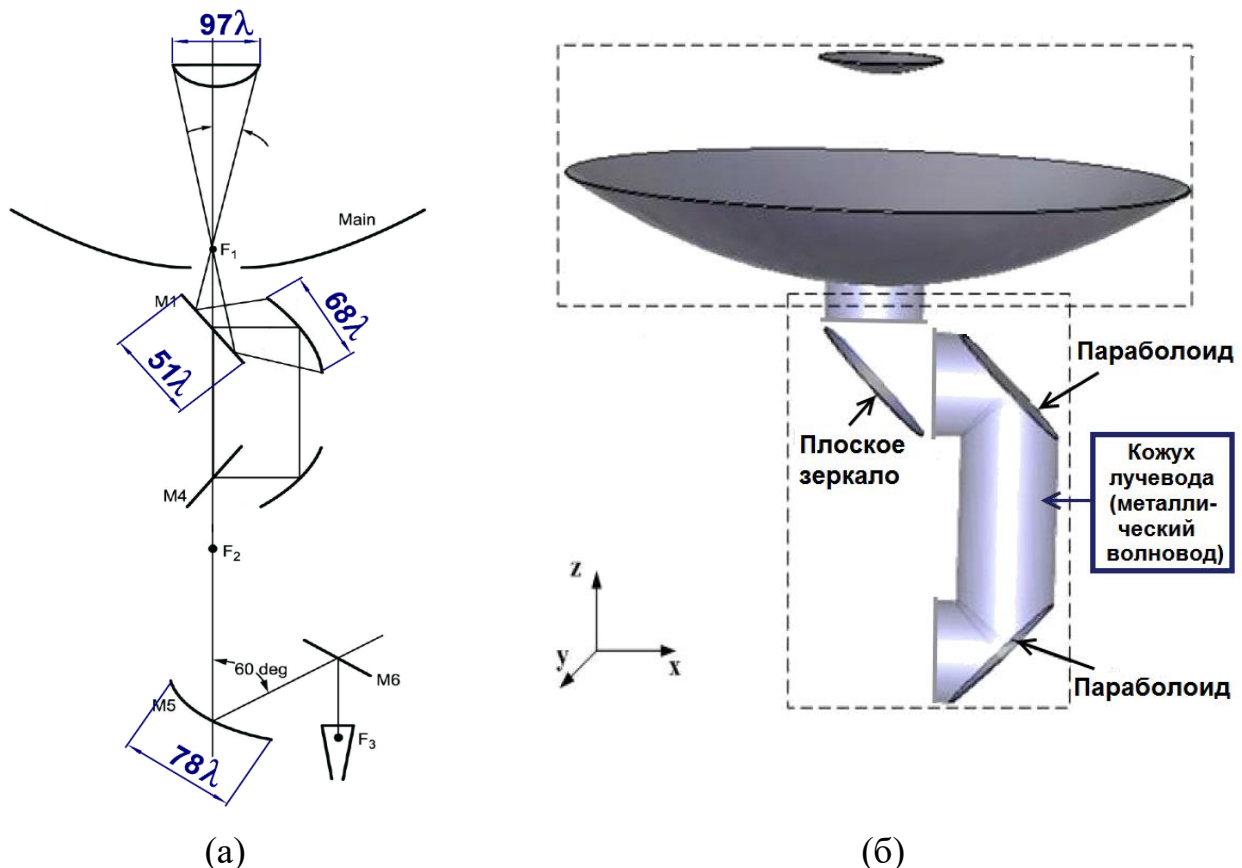 97λ
Main
F₁
M1
68λ
51λ
M4
F₂
60 deg
M6
M5
F₃
78λ
(а)
Параболоид
Плоское
зеркало
Кожух
лучевода
(металли-
ческий
волновод)
z
y
x
Параболоид
(б)